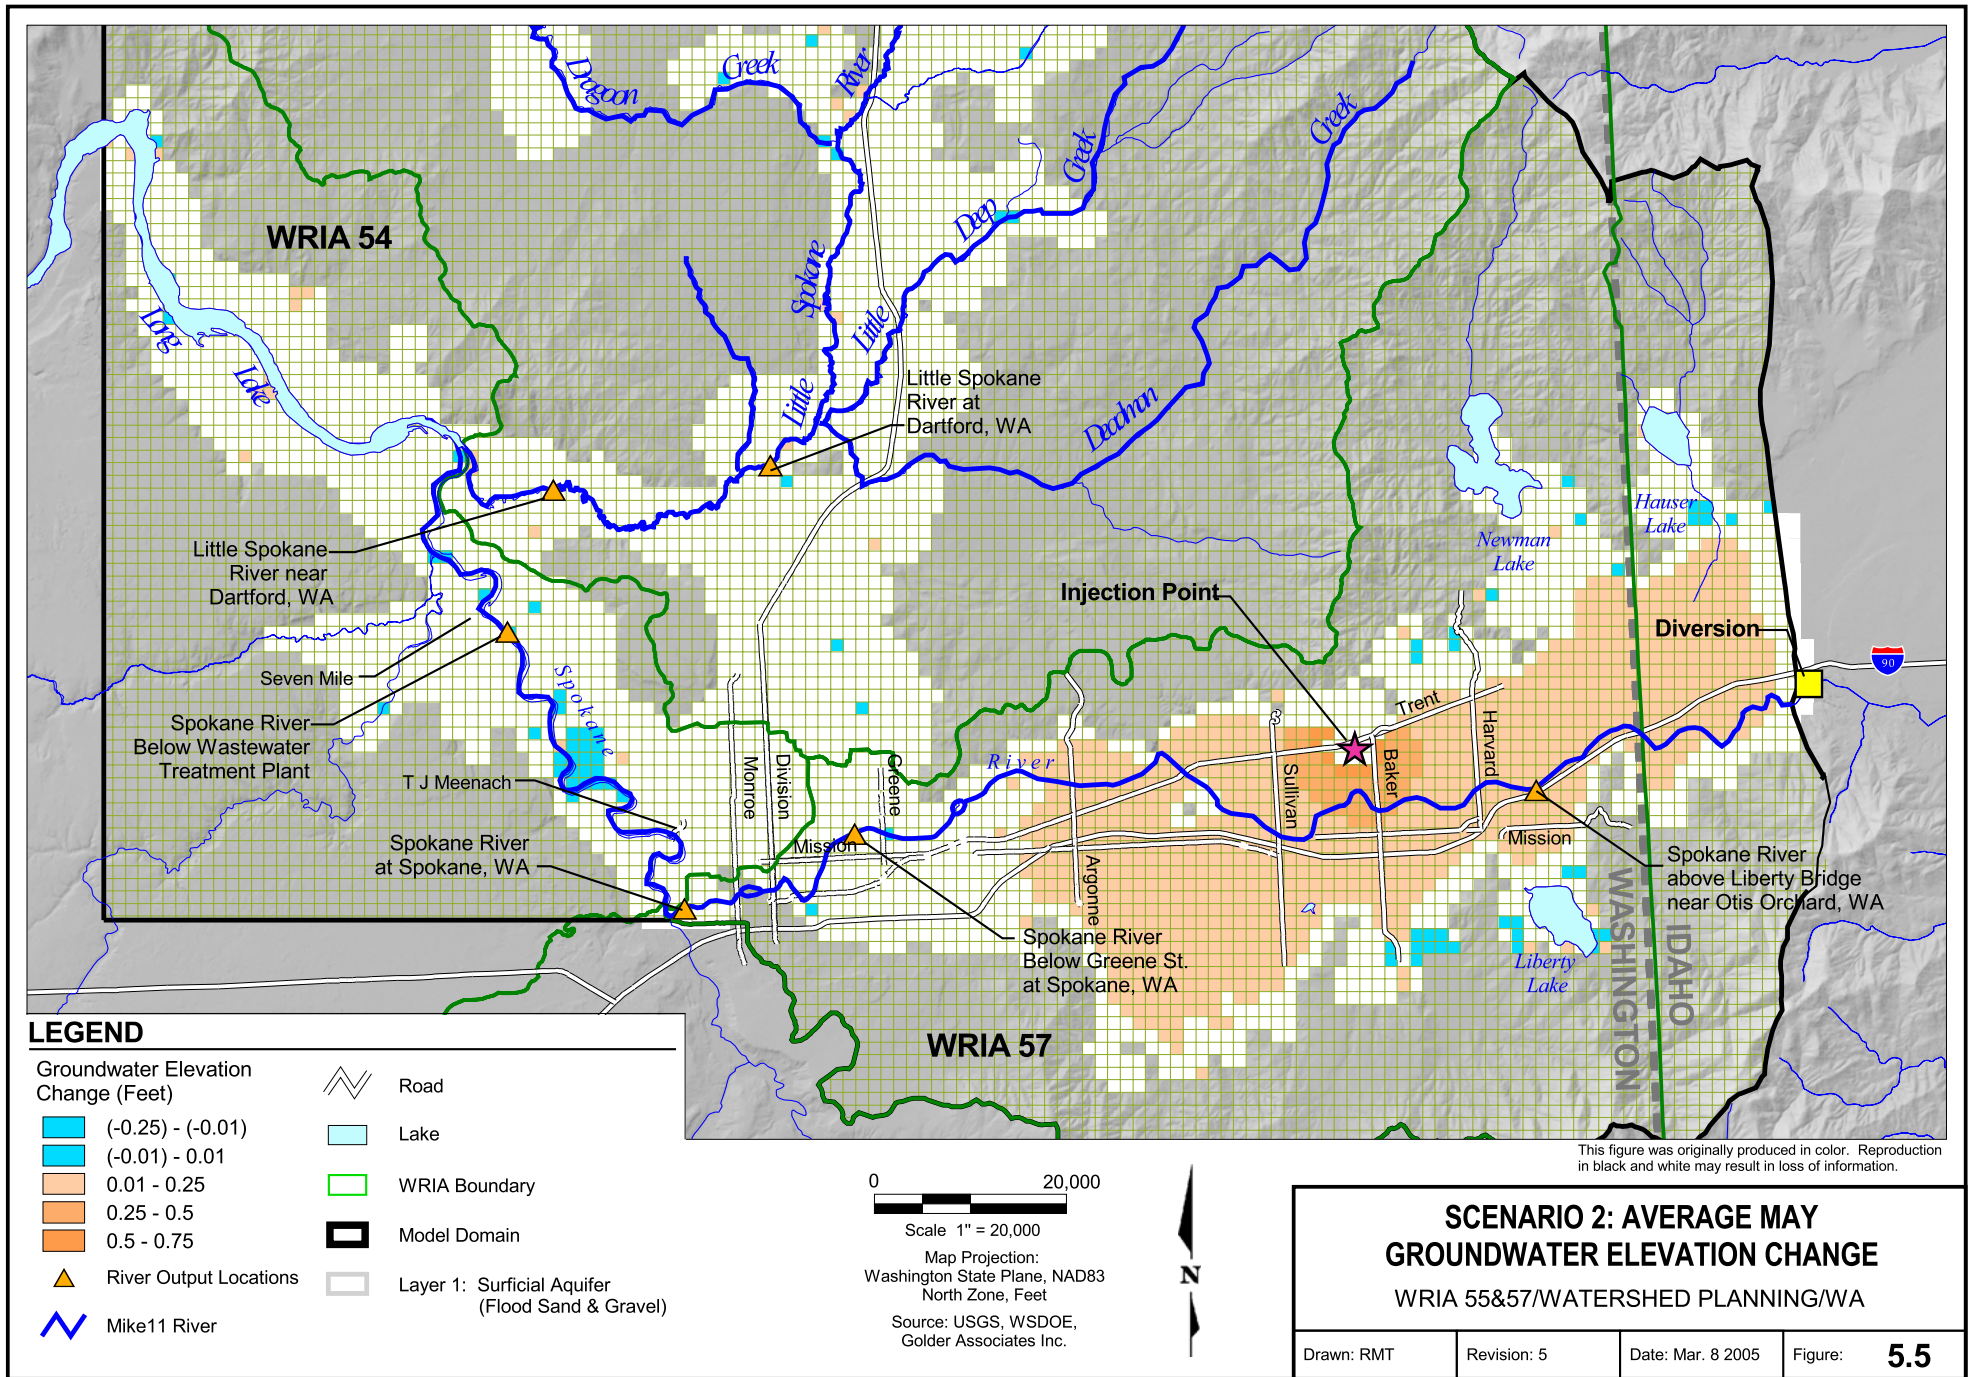 Dragoon
Creek
River
Creek
Creek
WRIA 54
Deep
Spokane
Little
Long
Lake
Little
Little Spokane
River at
Dartford, WA
Deadman
Hauser
Lake
Newman
Lake
Little Spokane
River near
Dartford, WA
Injection Point
Diversion
90
Seven Mile
Spokane
Spokane River
Below Wastewater
Treatment Plant
Trent
Harvard
T J Meenach
Monroe
Division
Greene
River
Sullivan
Baker
Spokane River
at Spokane, WA
Mission
Mission
Argonne
Spokane River
above Liberty Bridge
near Otis Orchard, WA
Spokane River
Below Greene St.
at Spokane, WA
Liberty
Lake
WASHINGTON
IDAHO
WRIA 57
LEGEND
Groundwater Elevation
Change (Feet)
(-0.25) - (-0.01)
(-0.01) - 0.01
0.01 - 0.25
0.25 - 0.5
0.5 - 0.75
River Output Locations
Mike11 River
Road
Lake
WRIA Boundary
Model Domain
Layer 1: Surficial Aquifer
(Flood Sand & Gravel)
0 20,000
Scale 1" = 20,000
Map Projection:
Washington State Plane, NAD83
North Zone, Feet
Source: USGS, WSDOE,
Golder Associates Inc.
N
This figure was originally produced in color. Reproduction
in black and white may result in loss of information.
SCENARIO 2: AVERAGE MAY
GROUNDWATER ELEVATION CHANGE
WRIA 55&57/WATERSHED PLANNING/WA
Drawn: RMT
Revision: 5
Date: Mar. 8 2005
Figure: 5.5